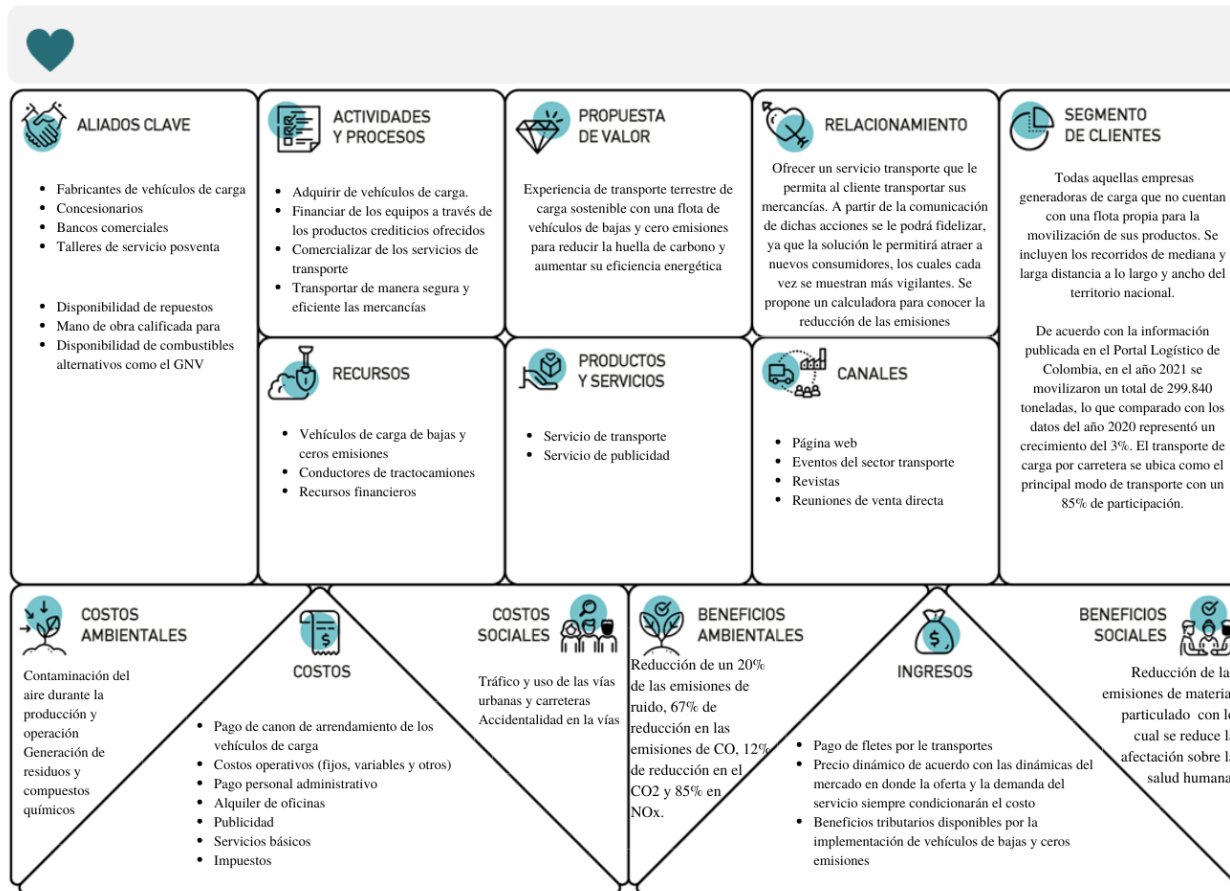 ALIADOS CLAVE
Fabricantes de vehículos de carga
Concesionarios
Bancos comerciales
Talleres de servicio posventa
Disponibilidad de repuestos
Mano de obra calificada para
Disponibilidad de combustibles
alternativos como el GNV
ACTIVIDADES
Y PROCESOS
Adquirir de vehículos de carga.
Financiar de los equipos a través de
los productos crediticios ofrecidos
Comercializar de los servicios de
transporte
Transportar de manera segura y
eficiente las mercancías
RECURSOS
Vehículos de carga de bajas y
ceros emisiones
Conductores de tractocamiones
Recursos financieros
PROPUESTA
DE VALOR
Experiencia de transporte terrestre de
carga sostenible con una flota de
vehículos de bajas y cero emisiones
para reducir la huella de carbono y
aumentar su eficiencia energética
PRODUCTOS
Y SERVICIOS
Servicio de transporte
Servicio de publicidad
RELACIONAMIENTO
Ofrecer un servicio transporte que le
permita al cliente transportar sus
mercancías. A partir de la comunicación
de dichas acciones se le podrá fidelizar,
ya que la solución le permitirá atraer a
nuevos consumidores, los cuales cada
vez se muestran más vigilantes. Se
propone un calculadora para conocer la
reducción de las emisiones
CANALES
Página web
Eventos del sector transporte
Revistas
Reuniones de venta directa
SEGMENTO
DE CLIENTES
Todas aquellas empresas
generadoras de carga que no cuentan
con una flota propia para la
movilización de sus productos. Se
incluyen los recorridos de mediana y
larga distancia a lo largo y ancho del
territorio nacional.
De acuerdo con la información
publicada en el Portal Logístico de
Colombia, en el año 2021 se
movilizaron un total de 299.840
toneladas, lo que comparado con los
datos del año 2020 representó un
crecimiento del 3%. El transporte de
carga por carretera se ubica como el
principal modo de transporte con un
85% de participación.
COSTOS
AMBIENTALES
Contaminación del
aire durante la
producción y
operación
Generación de
residuos y
compuestos
químicos
COSTOS
Pago de canon de arrendamiento de los
vehículos de carga
Costos operativos (fijos, variables y otros)
Pago personal administrativo
Alquiler de oficinas
Publicidad
Servicios básicos
Impuestos
COSTOS
SOCIALES
Tráfico y uso de las vías
urbanas y carreteras
Accidentalidad en la vías
BENEFICIOS
AMBIENTALES
Reducción de un 20%
de las emisiones de
ruido, 67% de
reducción en las
emisiones de CO, 12%
de reducción en el
CO2 y 85% en
NOx.
INGRESOS
Pago de fletes por le transportes
Precio dinámico de acuerdo con las dinámicas del
mercado en donde la oferta y la demanda del
servicio siempre condicionarán el costo
Beneficios tributarios disponibles por la
implementación de vehículos de bajas y ceros
emisiones
BENEFICIOS
SOCIALES
Reducción de la
emisiones de materia
particulado con l
cual se reduce l
afectación sobre l
salud humana